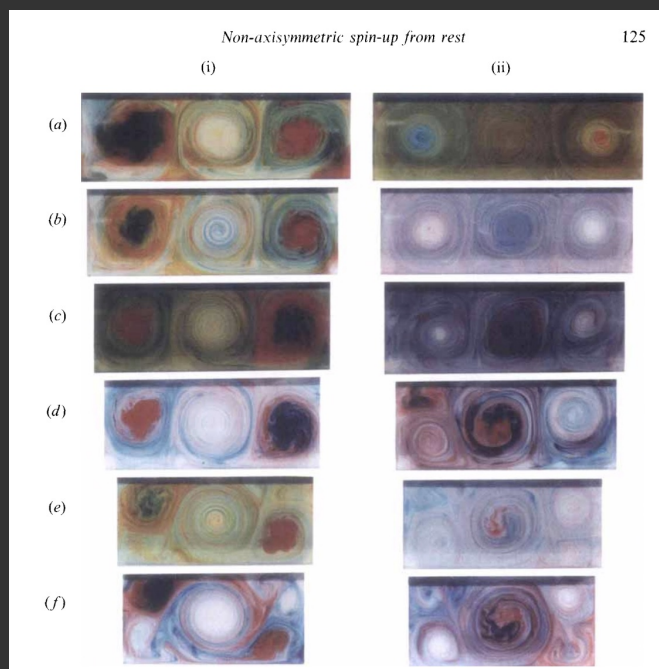 Non-axisymmetric spin-up from rest 125
(i) (ii)
(a)
(b)
(c)
(d)
(e)
(f)